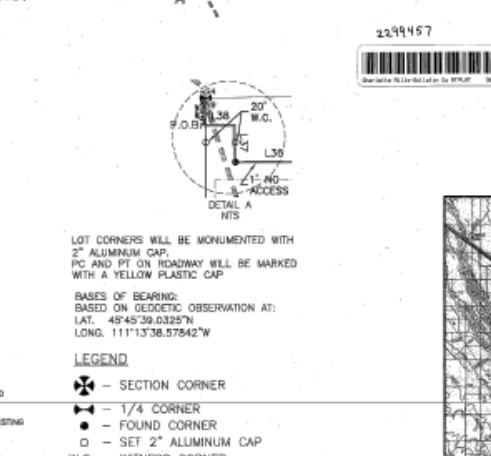 2299457
20'
W.C.
P.O.B.
L38
L37
L36
1' NO
ACCESS
DETAIL A
NTS
LOT CORNERS WILL BE MONUMENTED WITH
2" ALUMINUM CAP.
PC AND PT ON ROADWAY WILL BE MARKED
WITH A YELLOW PLASTIC CAP
BASES OF BEARING:
BASED ON GEODETIC OBSERVATION AT:
LAT. 45°45'39.0325"N
LONG. 111°13'38.57842"W
LEGEND
– SECTION CORNER
– 1/4 CORNER
– FOUND CORNER
– SET 2" ALUMINUM CAP